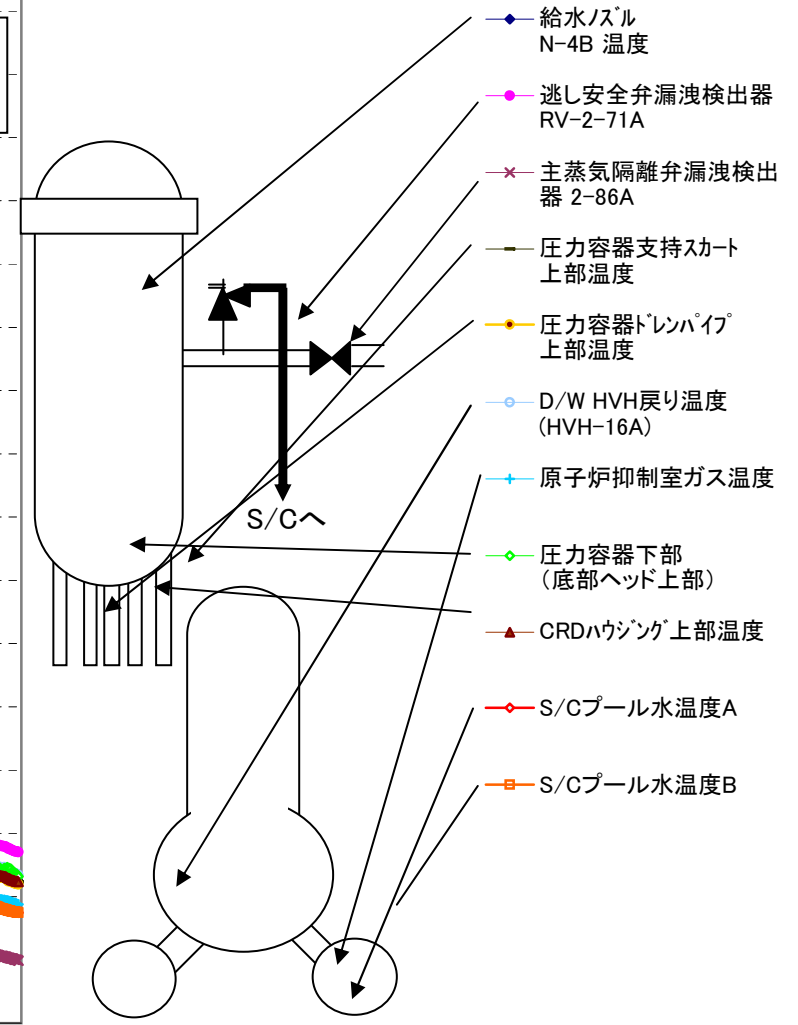 給水ﾉｽﾞﾙ
N-4B 温度
逃し安全弁漏洩検出器
RV-2-71A
主蒸気隔離弁漏洩検出
器 2-86A
圧力容器支持ｽｶｰﾄ
上部温度
圧力容器ﾄﾞﾚﾝﾊﾟｲﾌﾟ
上部温度
D/W HVH戻り温度
(HVH-16A)
原子炉抑制室ガス温度
S/Cへ
圧力容器下部
（底部ヘッド上部）
CRDﾊｳｼﾞﾝｸﾞ上部温度
S/Cプール水温度A
S/Cプール水温度B